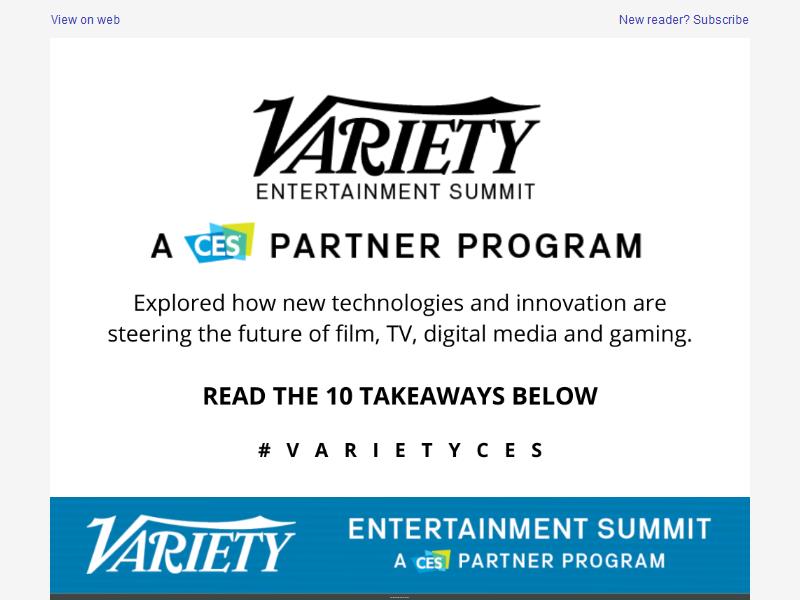 View on web
New reader? Subscribe
VARIETY
ENTERTAINMENT SUMMIT
A CES PARTNER PROGRAM
Explored how new technologies and innovation are
steering the future of film, TV, digital media and gaming.
READ THE 10 TAKEAWAYS BELOW
#VARIETYCES
VARIETY
ENTERTAINMENT SUMMIT
A CES PARTNER PROGRAM